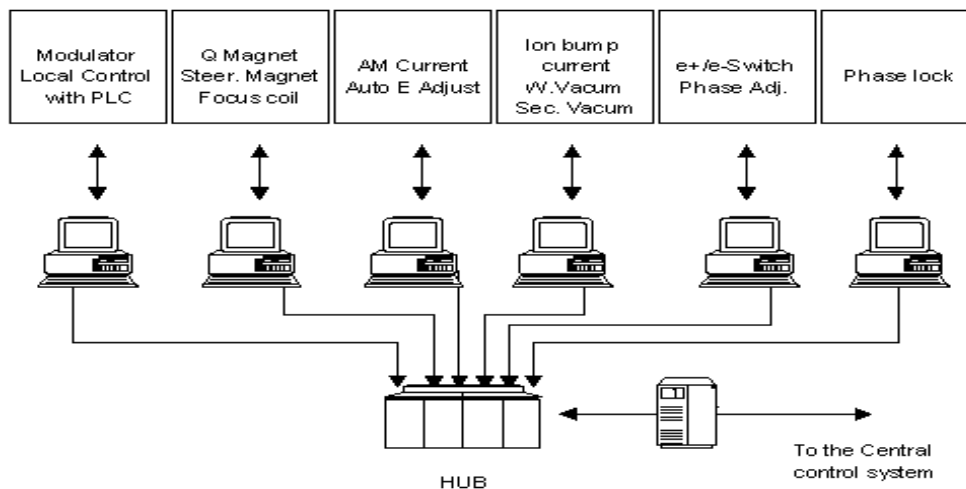 Modulator
Local Control
with PLC
Q Magnet
Steer. Magnet
Focus coil
AM Current
Auto E Adjust
Ion bump
current
W.Vacum
Sec. Vacum
e+/e-Switch
Phase Adj.
Phase lock
HUB
To the Central
control system